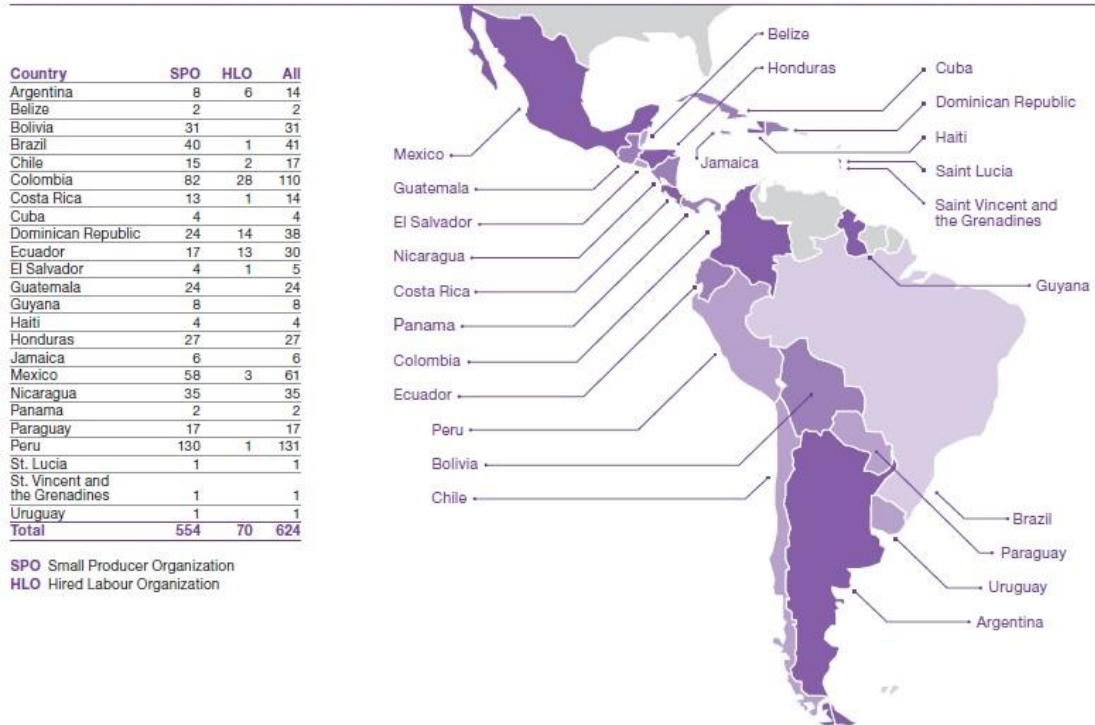 Country SPO HLO All
Argentina 8 6 14
Belize 2 2
Bolivia 31 31
Brazil 40 1 41
Chile 15 2 17
Colombia 82 28 110
Costa Rica 13 1 14
Cuba 4 4
Dominican Republic 24 14 38
Ecuador 17 13 30
El Salvador 4 1 5
Guatemala 24 24
Guyana 8 8
Haiti 4 4
Honduras 27 27
Jamaica 6 6
Mexico 58 3 61
Nicaragua 35 35
Panama 2 2
Paraguay 17 17
Peru 130 1 131
St. Lucia 1 1
St. Vincent and
the Grenadines 1 1
Uruguay 1 1
Total 554 70 624
SPO Small Producer Organization
HLO Hired Labour Organization
Belize
Honduras
Cuba
Dominican Republic
Haiti
Jamaica
Saint Lucia
Saint Vincent and
the Grenadines
Guyana
Mexico
Guatemala
El Salvador
Nicaragua
Costa Rica
Panama
Colombia
Ecuador
Peru
Bolivia
Chile
Brazil
Paraguay
Uruguay
Argentina